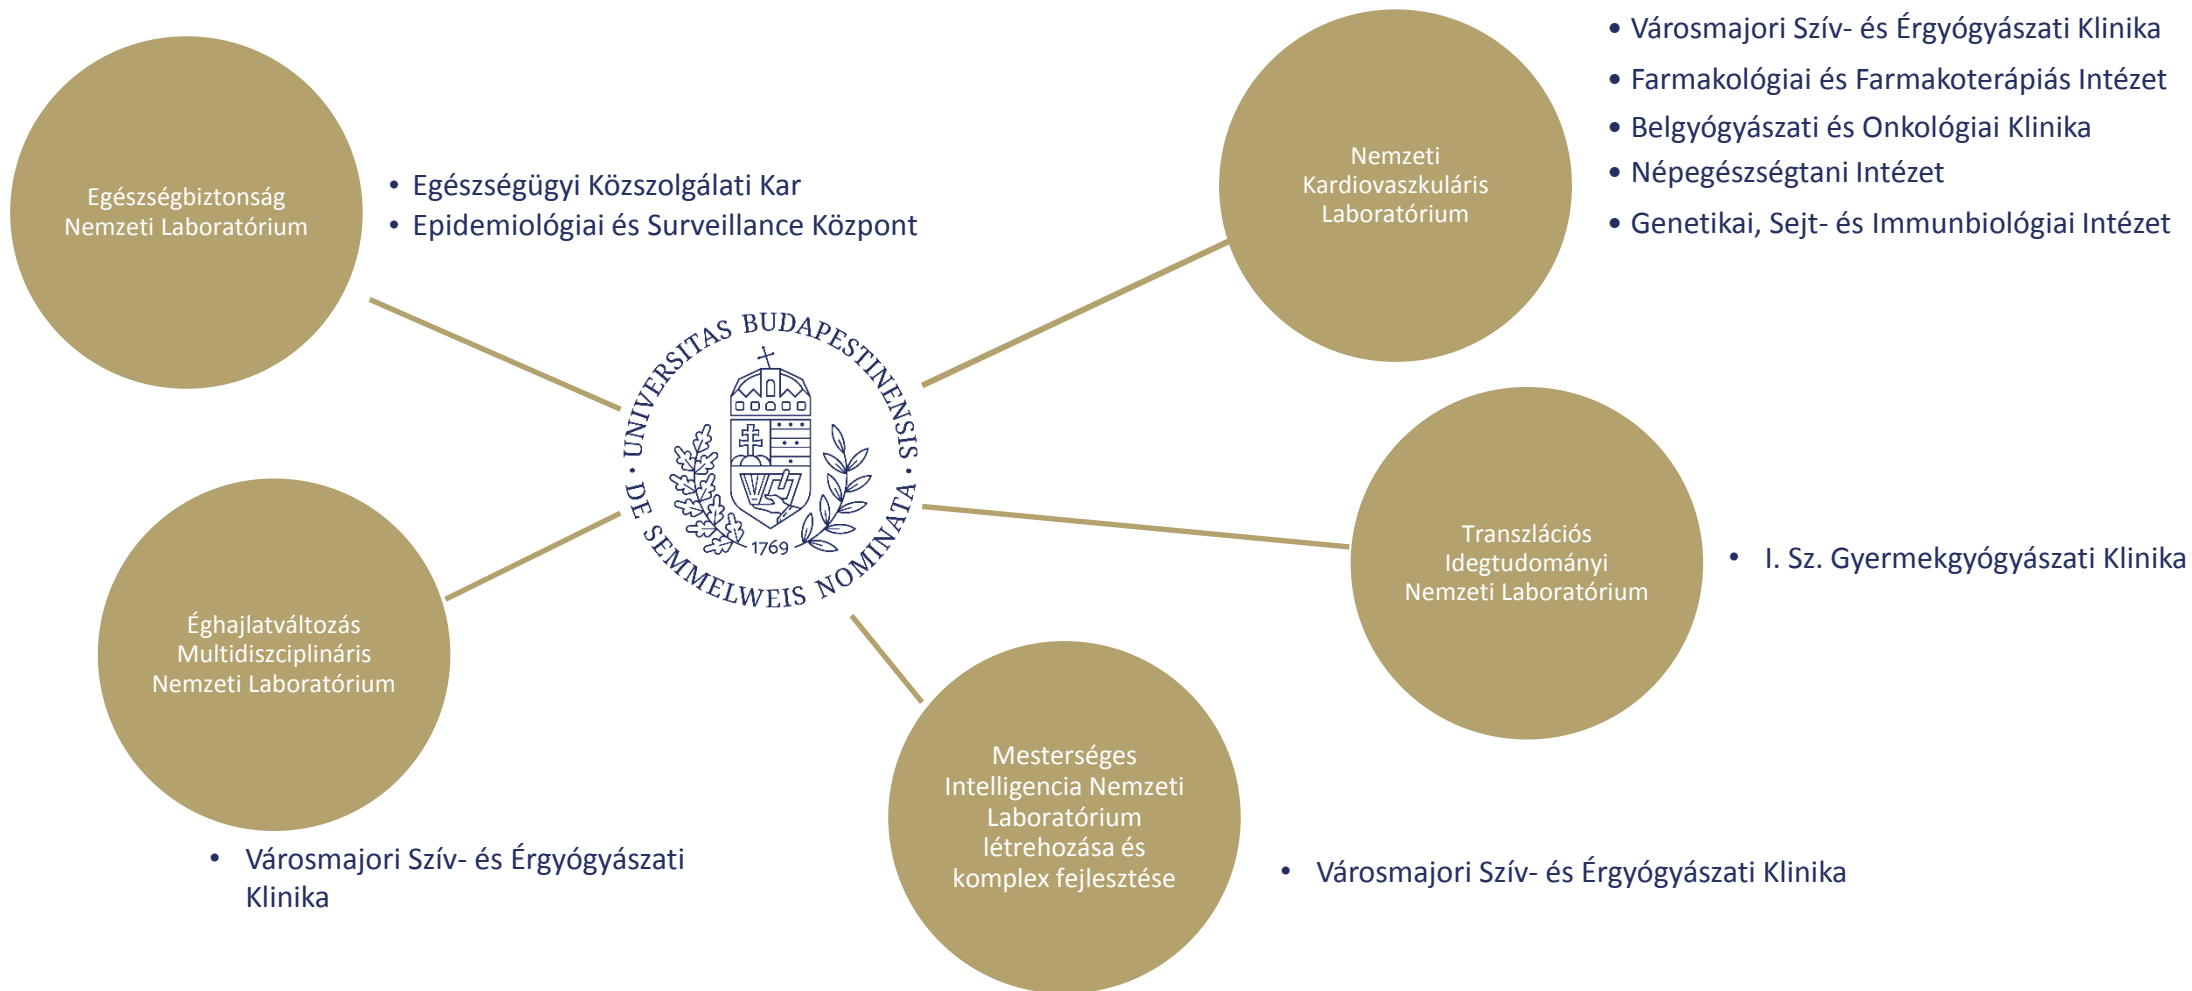 Egészségbiztonság
Nemzeti Laboratórium
• Egészségügyi Közszolgálati Kar
• Epidemiológiai és Surveillance Központ
Nemzeti
Kardiovaszkuláris
Laboratórium
• Városmajori Szív- és Érgyógyászati Klinika
• Farmakológiai és Farmakoterápiás Intézet
• Belgyógyászati és Onkológiai Klinika
• Népegészségtani Intézet
• Genetikai, Sejt- és Immunbiológiai Intézet
UNIVERSITAS BUDAPESTINENSIS · DE SEMMELWEIS NOMINATA ·
1769
Transzlációs
Idegtudományi
Nemzeti Laboratórium
• I. Sz. Gyermekgyógyászati Klinika
Éghajlatváltozás
Multidiszciplináris
Nemzeti Laboratórium
• Városmajori Szív- és Érgyógyászati
Klinika
Mesterséges
Intelligencia Nemzeti
Laboratórium
létrehozása és
komplex fejlesztése
• Városmajori Szív- és Érgyógyászati Klinika